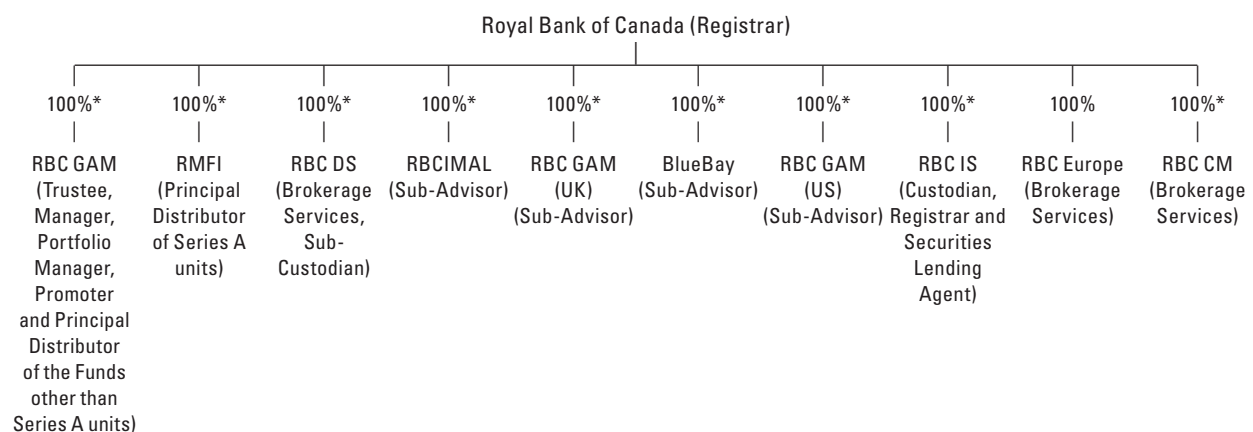 Royal Bank of Canada (Registrar)
100%*
100%*
100%*
100%*
100%*
100%*
100%*
100%*
100%
100%*
RBC GAM
(Trustee,
Manager,
Portfolio
Manager,
Promoter
and Principal
Distributor
of the Funds
other than
Series A units)
RMFI
(Principal
Distributor
of Series A
units)
RBC DS
(Brokerage
Services,
Sub-
Custodian)
RBCIMAL
(Sub-Advisor)
RBC GAM
(UK)
(Sub-Advisor)
BlueBay
(Sub-Advisor)
RBC GAM
(US)
(Sub-Advisor)
RBC IS
(Custodian,
Registrar and
Securities
Lending
Agent)
RBC Europe
(Brokerage
Services)
RBC CM
(Brokerage
Services)